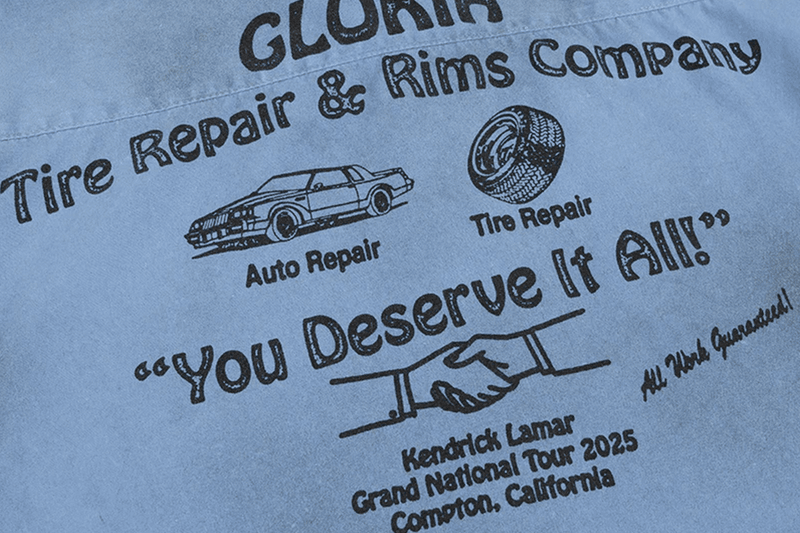 GLORIA
Tire Repair & Rims Company
Auto Repair
Tire Repair
“You Deserve It All!”
All Work Guaranteed!
Kendrick Lamar
Grand National Tour 2025
Compton, California